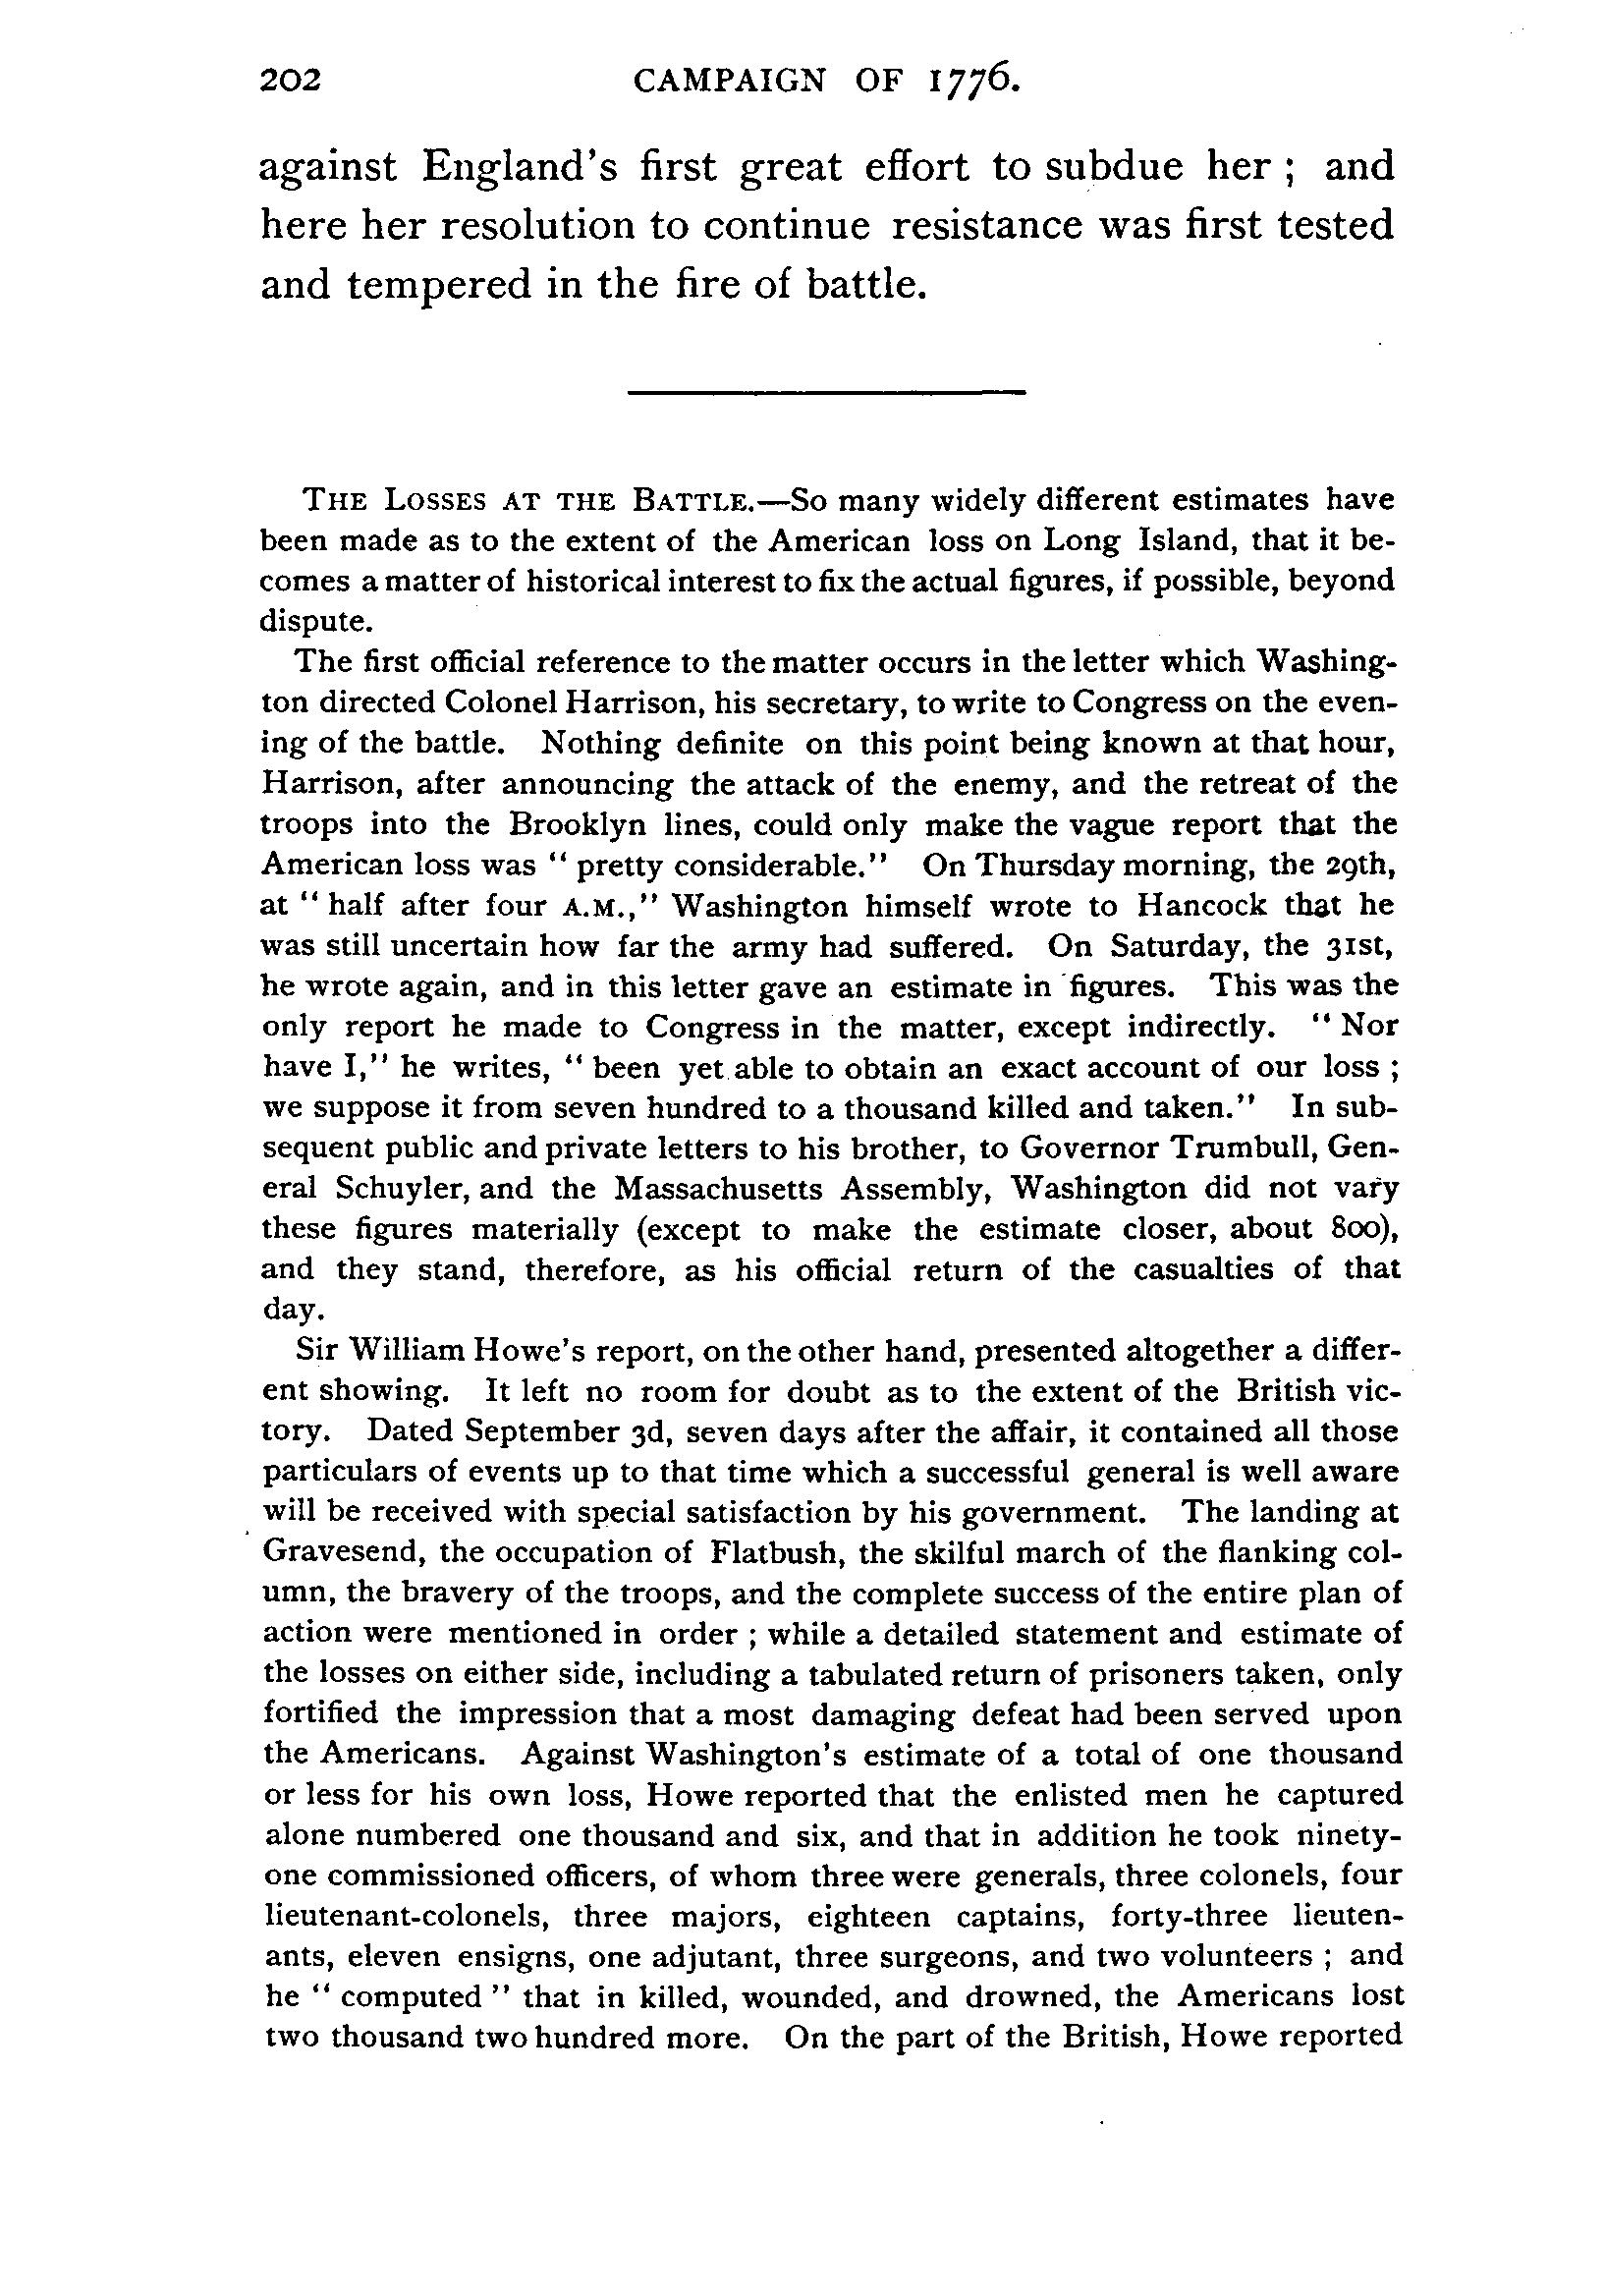 202 CAMPAIGN OF 1776.
against England's first great effort to subdue her ; and
here her resolution to continue resistance was first tested
and tempered in the fire of battle.
THE LOSSES AT THE BATTLE.—So many widely different estimates have
been made as to the extent of the American loss on Long Island, that it be-
comes a matter of historical interest to fix the actual figures, if possible, beyond
dispute.
The first official reference to the matter occurs in the letter which Washing-
ton directed Colonel Harrison, his secretary, to write to Congress on the even-
ing of the battle. Nothing definite on this point being known at that hour,
Harrison, after announcing the attack of the enemy, and the retreat of the
troops into the Brooklyn lines, could only make the vague report that the
American loss was " pretty considerable." On Thursday morning, the 29th,
at " half after four A.M.," Washington himself wrote to Hancock that he
was still uncertain how far the army had suffered. On Saturday, the 31st,
he wrote again, and in this letter gave an estimate in figures. This was the
only report he made to Congress in the matter, except indirectly. " Nor
have I," he writes, " been yet able to obtain an exact account of our loss ;
we suppose it from seven hundred to a thousand killed and taken." In sub-
sequent public and private letters to his brother, to Governor Trumbull, Gen-
eral Schuyler, and the Massachusetts Assembly, Washington did not vary
these figures materially (except to make the estimate closer, about 800),
and they stand, therefore, as his official return of the casualties of that
day.
Sir William Howe's report, on the other hand, presented altogether a differ-
ent showing. It left no room for doubt as to the extent of the British vic-
tory. Dated September 3d, seven days after the affair, it contained all those
particulars of events up to that time which a successful general is well aware
will be received with special satisfaction by his government. The landing at
Gravesend, the occupation of Flatbush, the skilful march of the flanking col-
umn, the bravery of the troops, and the complete success of the entire plan of
action were mentioned in order ; while a detailed statement and estimate of
the losses on either side, including a tabulated return of prisoners taken, only
fortified the impression that a most damaging defeat had been served upon
the Americans. Against Washington's estimate of a total of one thousand
or less for his own loss, Howe reported that the enlisted men he captured
alone numbered one thousand and six, and that in addition he took ninety-
one commissioned officers, of whom three were generals, three colonels, four
lieutenant-colonels, three majors, eighteen captains, forty-three lieuten-
ants, eleven ensigns, one adjutant, three surgeons, and two volunteers ; and
he " computed " that in killed, wounded, and drowned, the Americans lost
two thousand two hundred more. On the part of the British, Howe reported